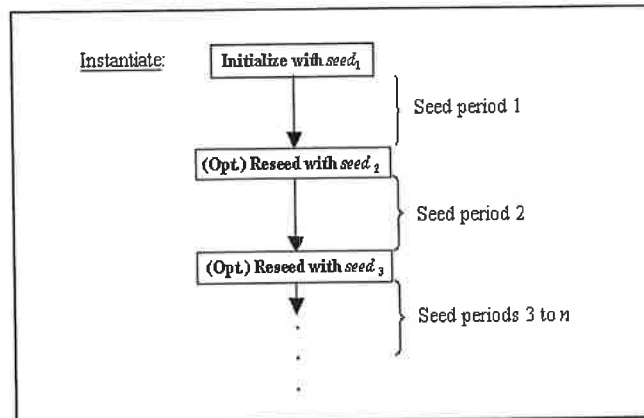 Instantiate: Initialize with seed₁
Seed period 1
(Opt.) Reseed with seed₂
Seed period 2
(Opt.) Reseed with seed₃
Seed periods 3 to n